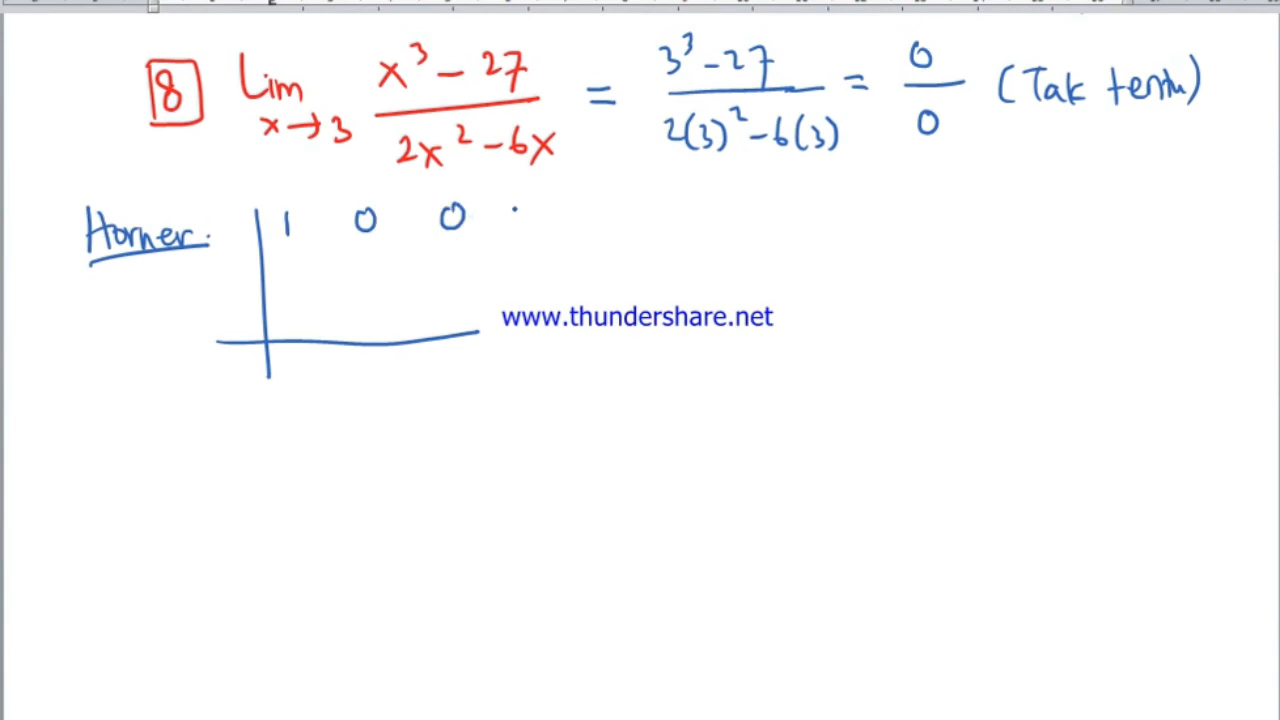 8 Lim x→3 x³ - 27 / 2x² - 6x = 3³ - 27 / 2(3)² - 6(3) = 0 / 0 (Tak tentu)
Horner. 1 0 0
www.thundershare.net